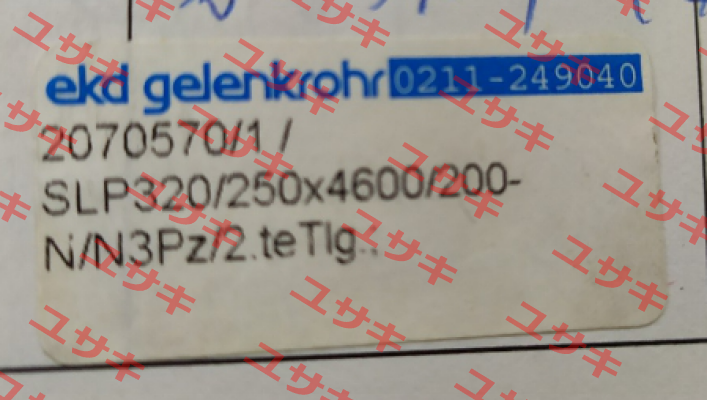 ekd gelenkrohr 0211-249040
2070570/1 /
SLP320/250x4600/200-
N/N3Pz/2.teTlg.:
ユサキ